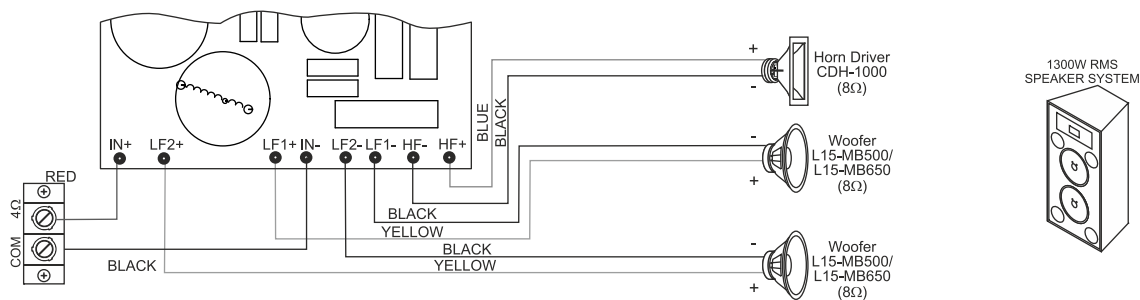 IN+ LF2+ LF1+ IN- LF2- LF1- HF- HF+
BLUE
BLACK
+
-
Horn Driver
CDH-1000
(8Ω)
-
+
Woofer
L15-MB500/
L15-MB650
(8Ω)
-
+
Woofer
L15-MB500/
L15-MB650
(8Ω)
1300W RMS
SPEAKER SYSTEM
RED
4Ω
COM
BLACK
BLACK
YELLOW
BLACK
YELLOW